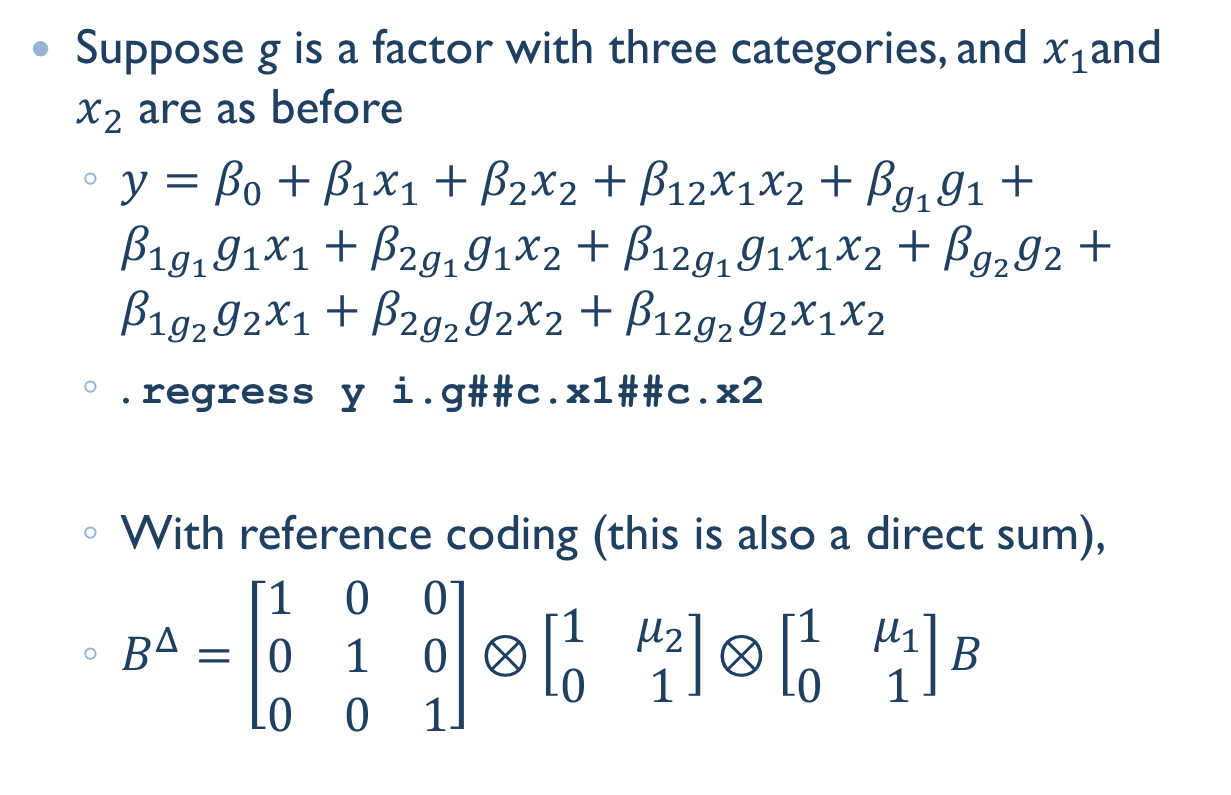 • Suppose g is a factor with three categories, and x₁and
x₂ are as before
◦ y = β₀ + β₁x₁ + β₂x₂ + β₁₂x₁x₂ + β_{g₁}g₁ +
β_{1g₁}g₁x₁ + β_{2g₁}g₁x₂ + β_{12g₁}g₁x₁x₂ + β_{g₂}g₂ +
β_{1g₂}g₂x₁ + β_{2g₂}g₂x₂ + β_{12g₂}g₂x₁x₂
◦ .regress y i.g##c.x1##c.x2
◦ With reference coding (this is also a direct sum),
◦ B^Δ = [1 0 0; 0 1 0; 0 0 1] ⊗ [1 μ₂; 0 1] ⊗ [1 μ₁; 0 1] B